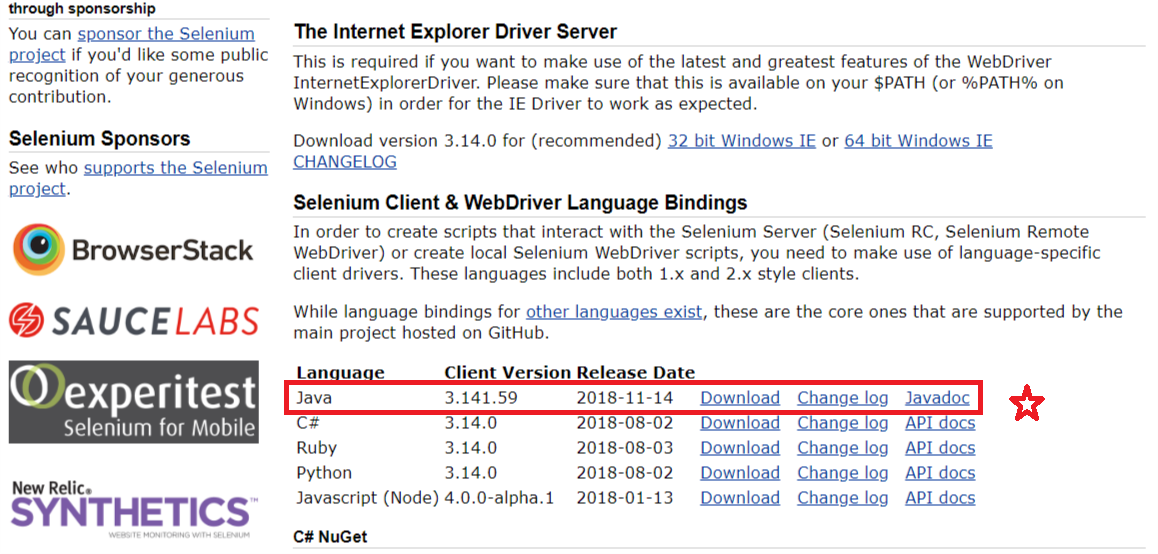 through sponsorship
You can sponsor the Selenium
project if you'd like some public
recognition of your generous
contribution.
Selenium Sponsors
See who supports the Selenium
project.
BrowserStack
SAUCELABS
experitest
Selenium for Mobile
New Relic®
SYNTHETICS™
WEBSITE MONITORING WITH SELENIUM
The Internet Explorer Driver Server
This is required if you want to make use of the latest and greatest features of the WebDriver
InternetExplorerDriver. Please make sure that this is available on your $PATH (or %PATH% on
Windows) in order for the IE Driver to work as expected.
Download version 3.14.0 for (recommended) 32 bit Windows IE or 64 bit Windows IE
CHANGELOG
Selenium Client & WebDriver Language Bindings
In order to create scripts that interact with the Selenium Server (Selenium RC, Selenium Remote
WebDriver) or create local Selenium WebDriver scripts, you need to make use of language-specific
client drivers. These languages include both 1.x and 2.x style clients.
While language bindings for other languages exist, these are the core ones that are supported by the
main project hosted on GitHub.
Language Client Version Release Date
Java 3.141.59 2018-11-14 Download Change log Javadoc
C# 3.14.0 2018-08-02 Download Change log API docs
Ruby 3.14.0 2018-08-03 Download Change log API docs
Python 3.14.0 2018-08-02 Download Change log API docs
Javascript (Node) 4.0.0-alpha.1 2018-01-13 Download Change log API docs
C# NuGet